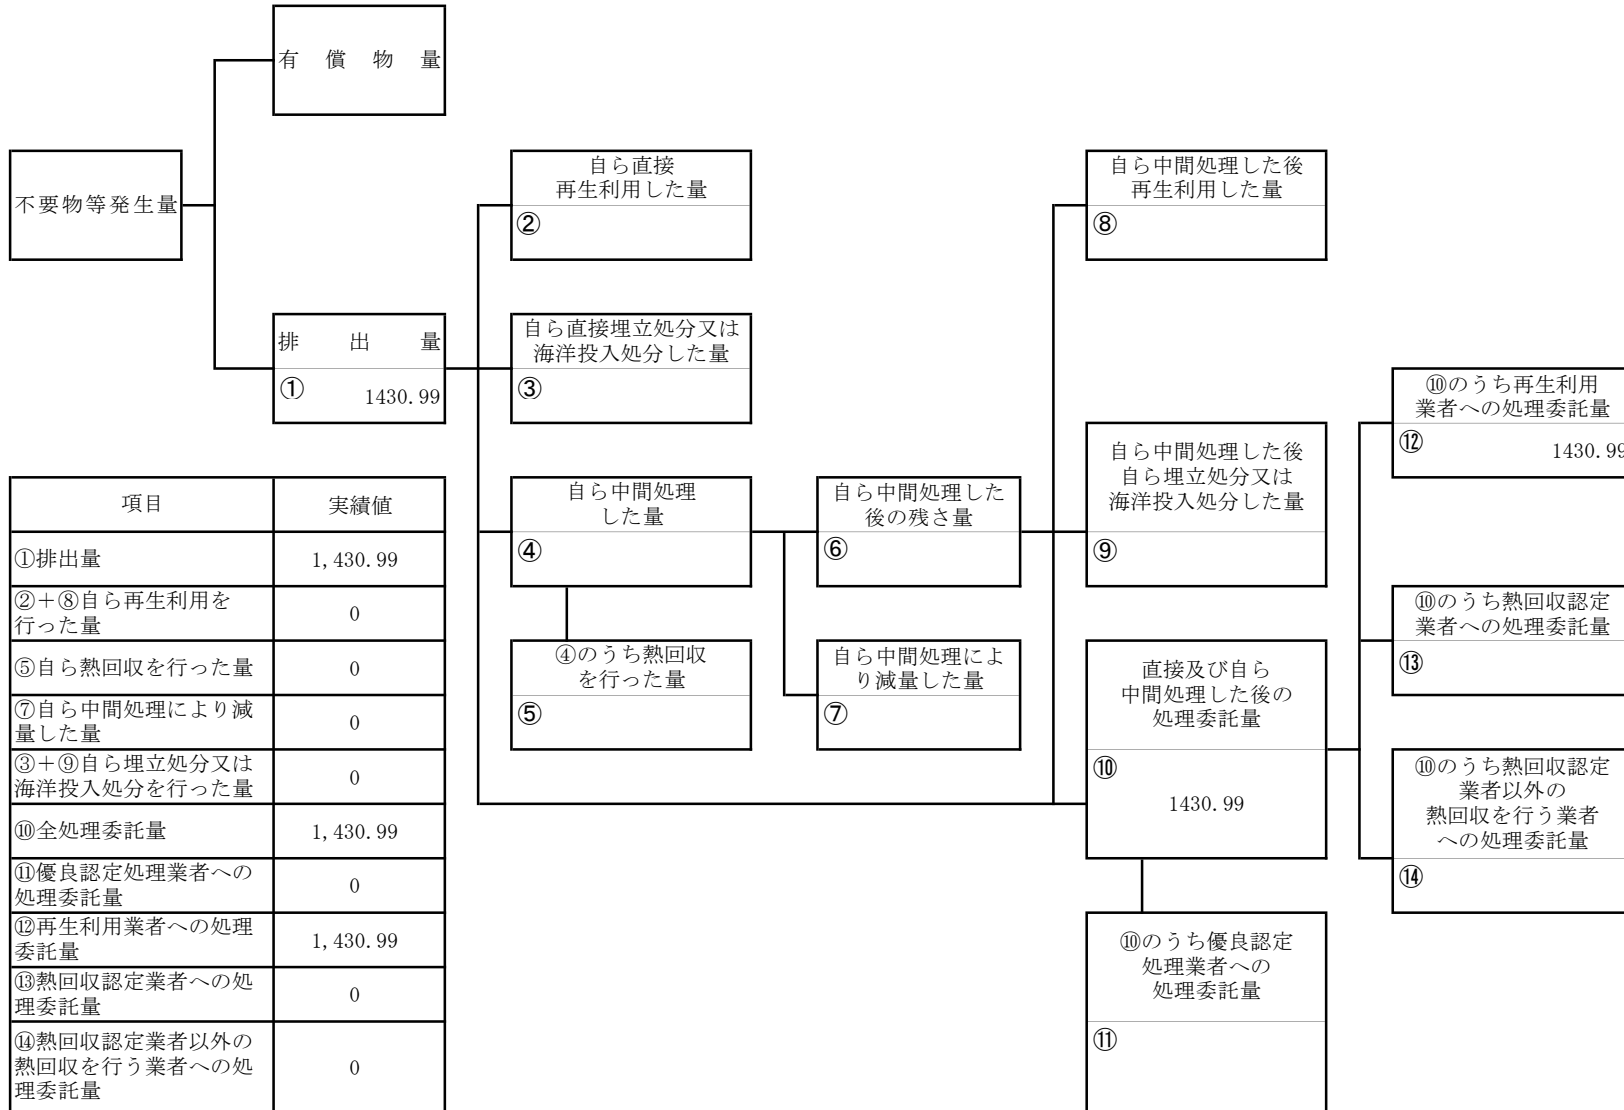 有償物量
不要物等発生量
自ら直接
再生利用した量
②
自ら中間処理した後
再生利用した量
⑧
排出量
① 1430.99
自ら直接埋立処分又は
海洋投入処分した量
③
⑩のうち再生利用
業者への処理委託量
⑫ 1430.99
自ら中間処理した後
自ら埋立処分又は
海洋投入処分した量
⑨
自ら中間処理
した量
④
自ら中間処理した
後の残さ量
⑥
⑩のうち熱回収認定
業者への処理委託量
⑬
④のうち熱回収
を行った量
⑤
自ら中間処理によ
り減量した量
⑦
直接及び自ら
中間処理した後の
処理委託量
⑩
1430.99
⑩のうち熱回収認定
業者以外の
熱回収を行う業者
への処理委託量
⑭
⑩のうち優良認定
処理業者への
処理委託量
⑪
項目 実績値
①排出量 1,430.99
②＋⑧自ら再生利用を
行った量 0
⑤自ら熱回収を行った量 0
⑦自ら中間処理により減
量した量 0
③＋⑨自ら埋立処分又は
海洋投入処分を行った量 0
⑩全処理委託量 1,430.99
⑪優良認定処理業者への
処理委託量 0
⑫再生利用業者への処理
委託量 1,430.99
⑬熱回収認定業者への処
理委託量 0
⑭熱回収認定業者以外の
熱回収を行う業者への処
理委託量 0